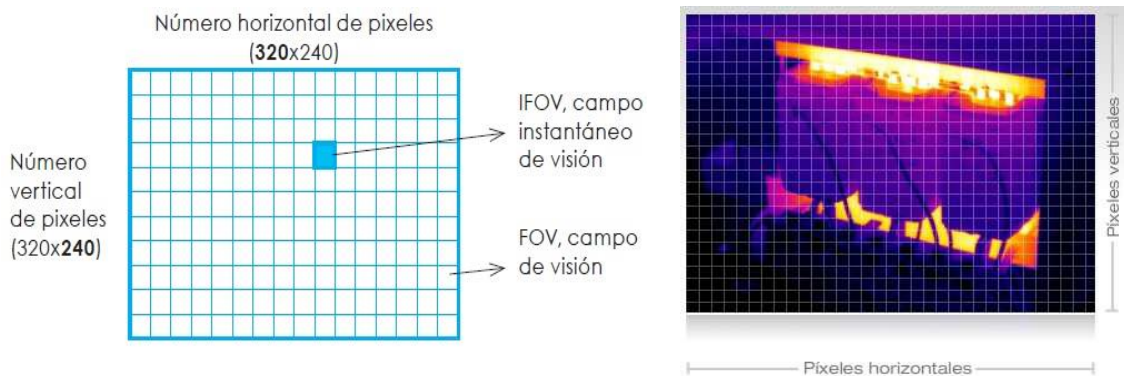 Número horizontal de pixeles
(320x240)
Número
vertical
de pixeles
(320x240)
IFOV, campo
instantáneo
de visión
FOV, campo
de visión
Pixeles verticales
Píxeles horizontales